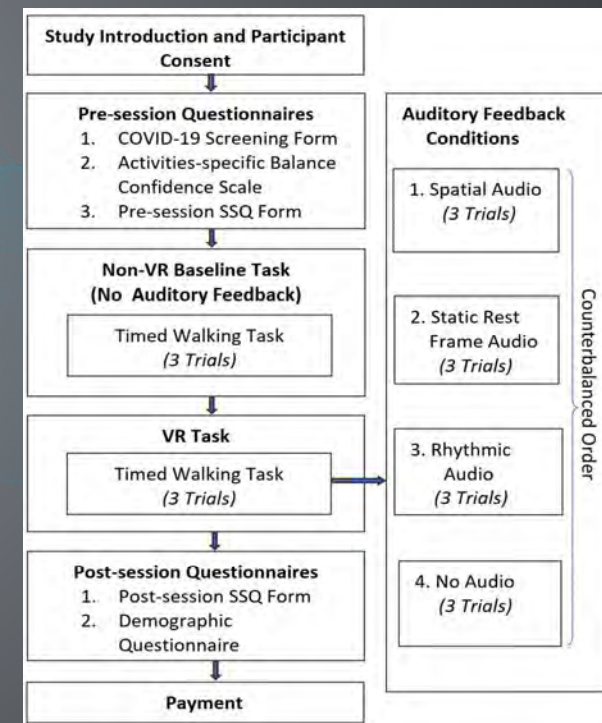 Study Introduction and Participant
Consent
Pre-session Questionnaires
1. COVID-19 Screening Form
2. Activities-specific Balance
Confidence Scale
3. Pre-session SSQ Form
Non-VR Baseline Task
(No Auditory Feedback)
Timed Walking Task
(3 Trials)
VR Task
Timed Walking Task
(3 Trials)
Post-session Questionnaires
1. Post-session SSQ Form
2. Demographic
Questionnaire
Payment
Auditory Feedback
Conditions
1. Spatial Audio
(3 Trials)
2. Static Rest
Frame Audio
(3 Trials)
3. Rhythmic
Audio
(3 Trials)
4. No Audio
(3 Trials)
Counterbalanced Order